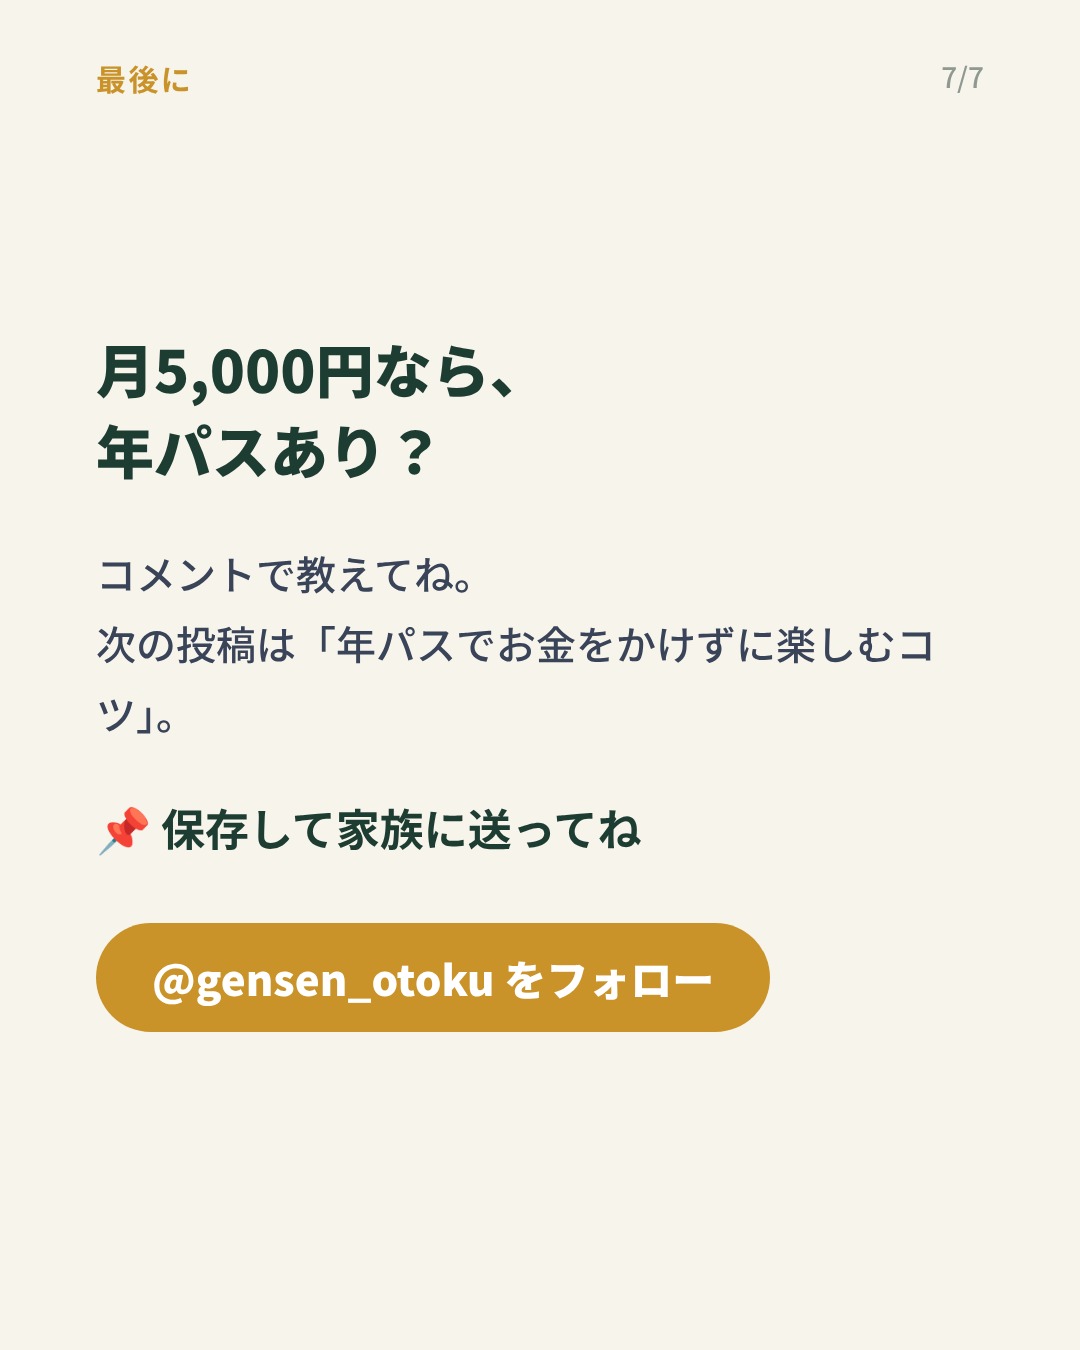 最後に
7/7
月5,000円なら、
年パスあり？
コメントで教えてね。
次の投稿は「年パスでお金をかけずに楽しむコ
ツ」。
📌 保存して家族に送ってね
@gensen_otoku をフォロー